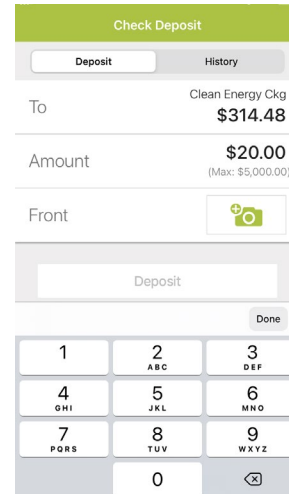 Check Deposit
Deposit History
To Clean Energy Ckg
$314.48
Amount $20.00
(Max: $5,000.00)
Front
Deposit
Done
1 2 3
ABC DEF
4 5 6
GHI JKL MNO
7 8 9
PQRS TUV WXYZ
0